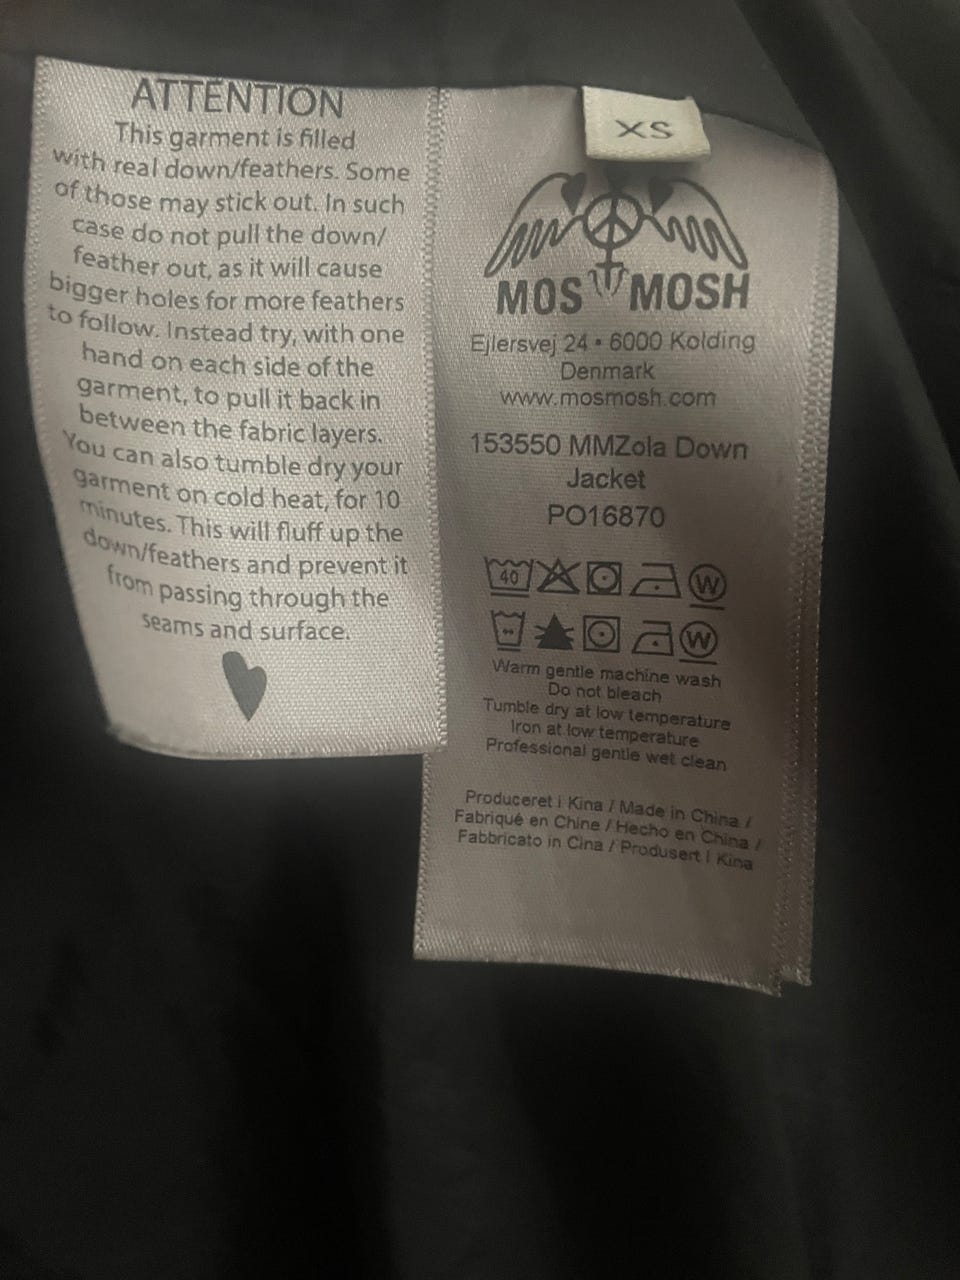 ATTENTION
This garment is filled
with real down/feathers. Some
of those may stick out. In such
case do not pull the down/
feather out, as it will cause
bigger holes for more feathers
to follow. Instead try, with one
hand on each side of the
garment, to pull it back in
between the fabric layers.
You can also tumble dry your
garment on cold heat, for 10
minutes. This will fluff up the
down/feathers and prevent it
from passing through the
seams and surface.
XS
MOS MOSH
Ejlersvej 24 • 6000 Kolding
Denmark
www.mosmosh.com
153550 MMZola Down
Jacket
PO16870
40 W
W
Warm gentle machine wash
Do not bleach
Tumble dry at low temperature
Iron at low temperature
Professional gentle wet clean
Produceret i Kina / Made in China /
Fabriqué en Chine / Hecho en China /
Fabbricato in Cina / Produsert i Kina